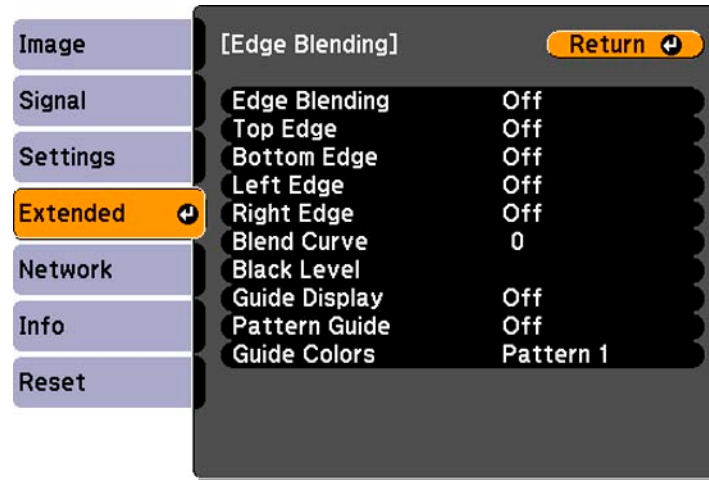 Image
Signal
Settings
Extended
Network
Info
Reset
[Edge Blending]
Return
Edge Blending Off
Top Edge Off
Bottom Edge Off
Left Edge Off
Right Edge Off
Blend Curve 0
Black Level
Guide Display Off
Pattern Guide Off
Guide Colors Pattern 1